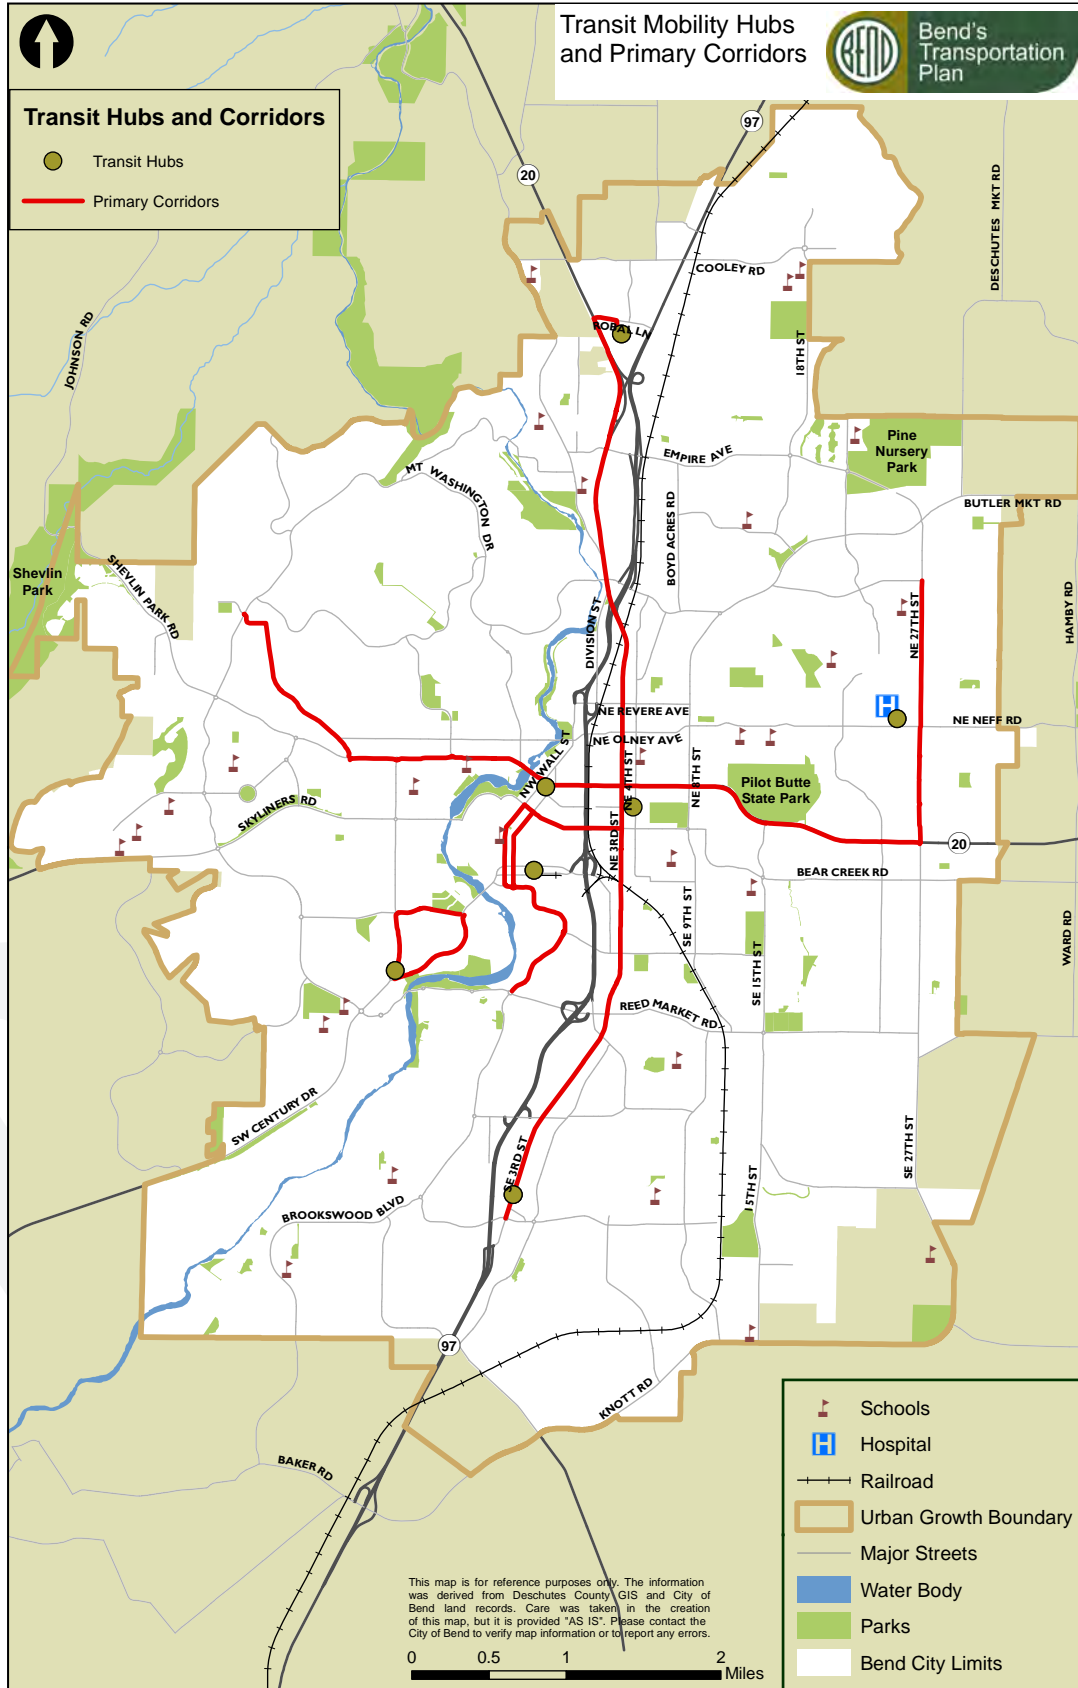 Transit Mobility Hubs
and Primary Corridors
BEND
Bend's
Transportation
Plan
Transit Hubs and Corridors
Transit Hubs
Primary Corridors
97
20
DESCHUTES MKT RD
COOLEY RD
ROBAL LN
JOHNSON RD
18TH ST
Pine
Nursery
Park
EMPIRE AVE
MT WASHINGTON DR
BUTLER MKT RD
BOYD ACRES RD
Shevlin
Park
SHEVLIN PARK RD
DIVISION ST
NE 27TH ST
HAMBY RD
NE REVERE AVE
H
NE NEFF RD
NE OLNEY AVE
NW WALL ST
NE 4TH ST
NE 8TH ST
Pilot Butte
State Park
SKYLINERS RD
NE 3RD ST
20
BEAR CREEK RD
SE 9TH ST
SE 15TH ST
WARD RD
REED MARKET RD
SW CENTURY DR
SE 27TH ST
SE 3RD ST
15TH ST
BROOKSWOOD BLVD
97
KNOTT RD
BAKER RD
Schools
H
Hospital
Railroad
Urban Growth Boundary
Major Streets
Water Body
Parks
Bend City Limits
This map is for reference purposes only. The information
was derived from Deschutes County GIS and City of
Bend land records. Care was taken in the creation
of this map, but it is provided "AS IS". Please contact the
City of Bend to verify map information or to report any errors.
0 0.5 1 2
Miles